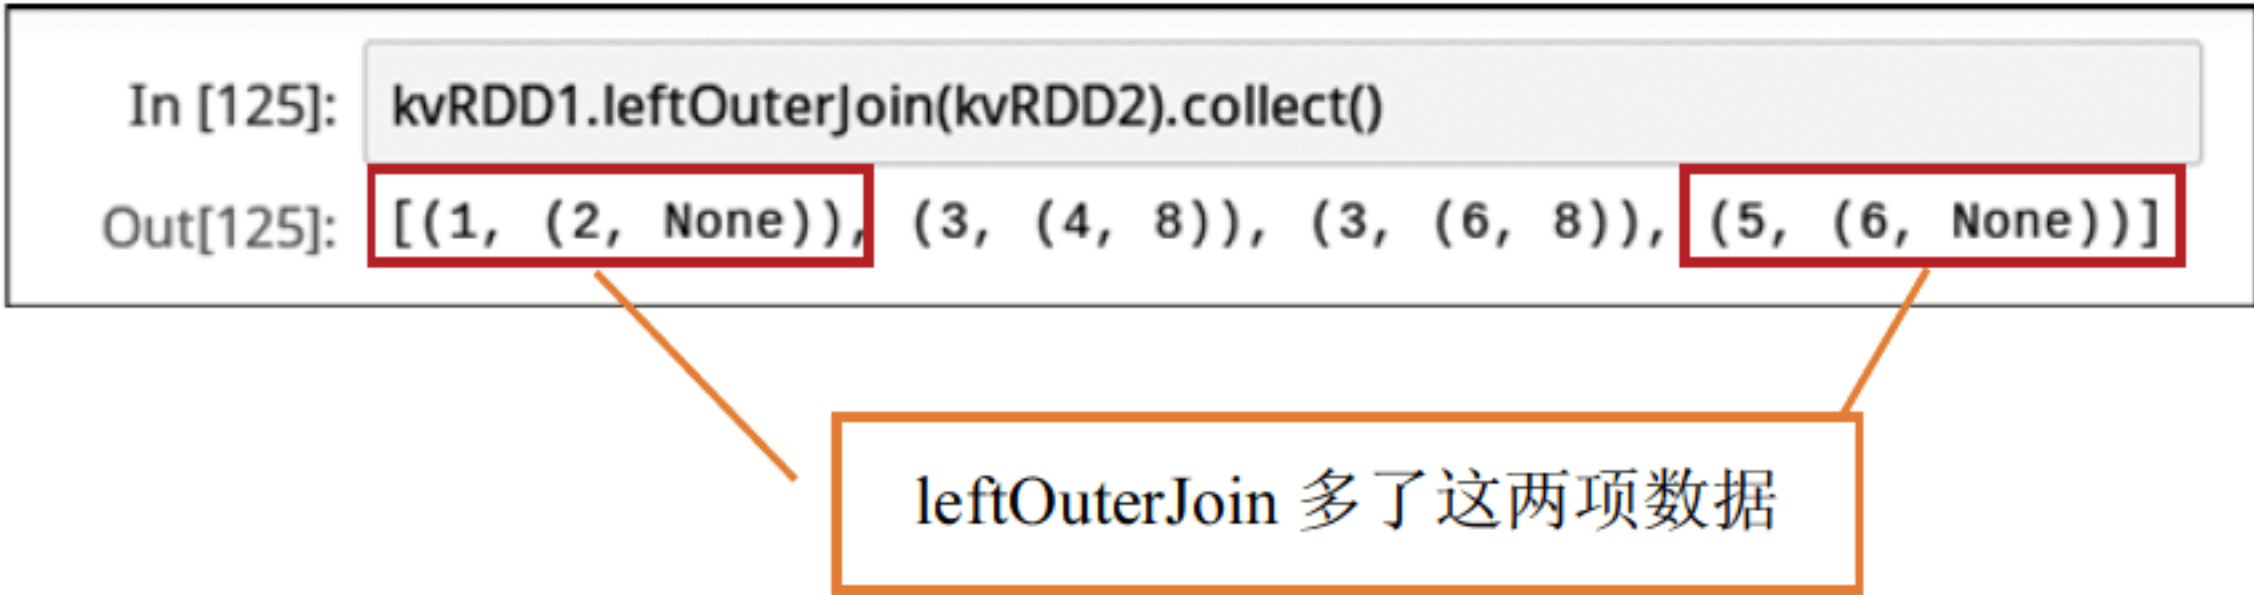 In [125]: kvRDD1.leftOuterJoin(kvRDD2).collect()
Out[125]: [(1, (2, None)), (3, (4, 8)), (3, (6, 8)), (5, (6, None))]
leftOuterJoin 多了这两项数据